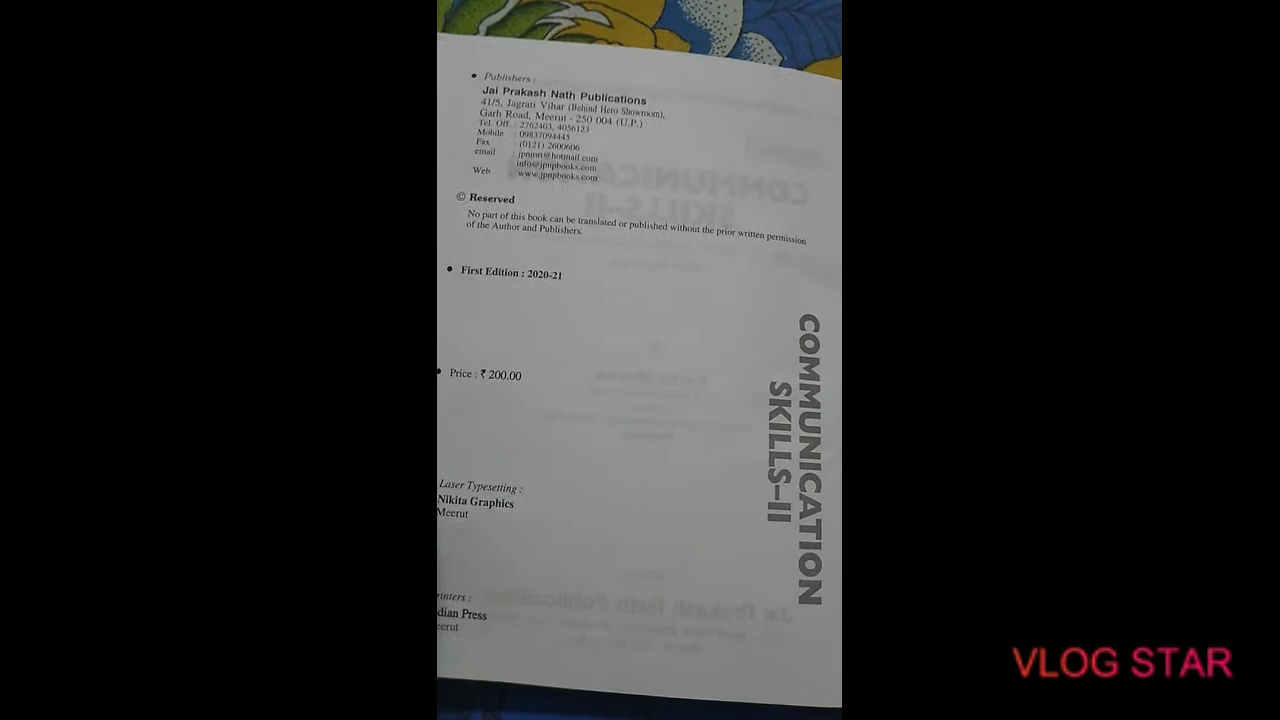 • Publishers :
Jai Prakash Nath Publications
41/5, Jagrati Vihar (Behind Hero Showroom),
Garh Road, Meerut - 250 004 (U.P.)
Tel. Off. : 2762403, 4056123
Mobile : 09837094445
Fax : (0121) 2600606
email : jpnmrt@hotmail.com
info@jpnpbooks.com
Web : www.jpnpbooks.com
© Reserved
No part of this book can be translated or published without the prior written permission
of the Author and Publishers.
• First Edition : 2020-21
• Price : ₹ 200.00
Laser Typesetting :
Nikita Graphics
Meerut
rinters :
dian Press
eerut
COMMUNICATION
SKILLS–II
VLOG STAR